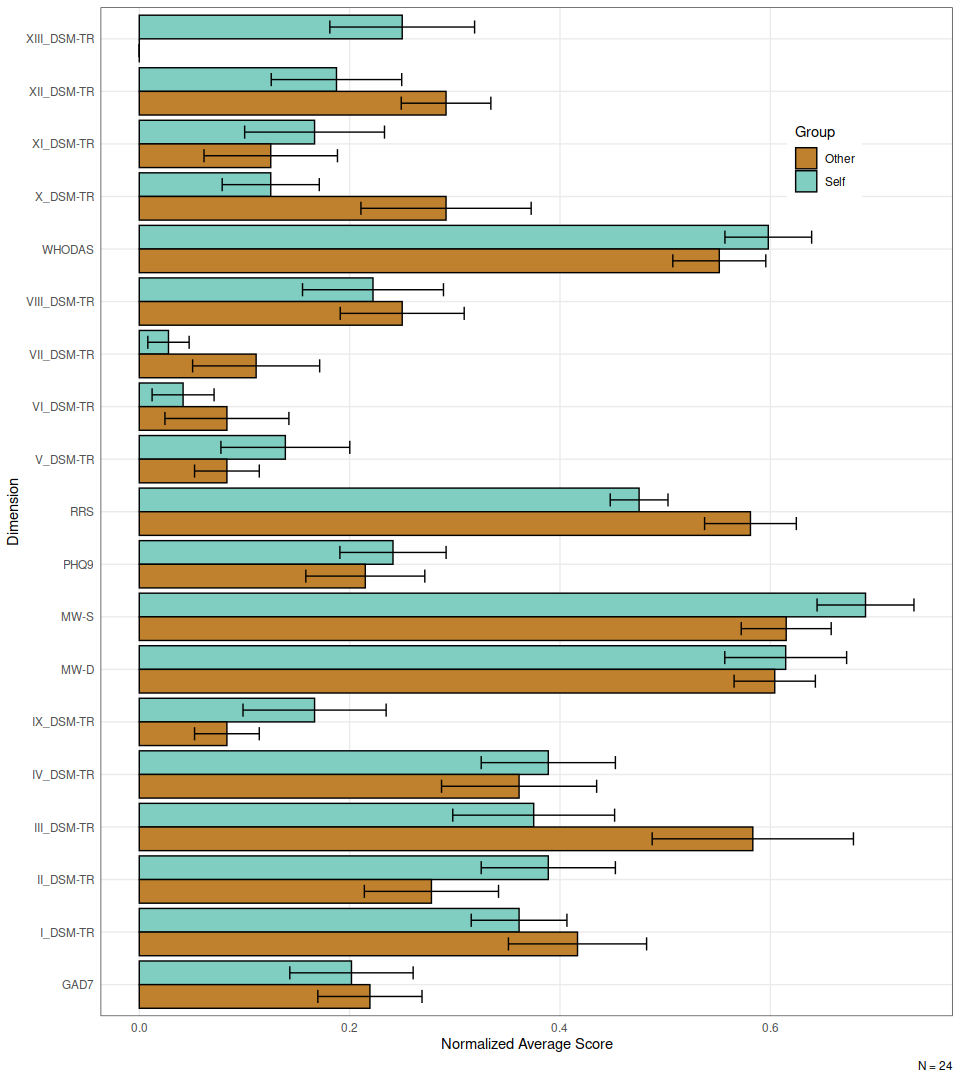 XIII_DSM-TR
XII_DSM-TR
XI_DSM-TR
X_DSM-TR
WHODAS
VIII_DSM-TR
VII_DSM-TR
VI_DSM-TR
V_DSM-TR
RRS
PHQ9
MW-S
MW-D
IX_DSM-TR
IV_DSM-TR
III_DSM-TR
II_DSM-TR
I_DSM-TR
GAD7
Dimension
Group
Other
Self
0.0 0.2 0.4 0.6
Normalized Average Score
N = 24